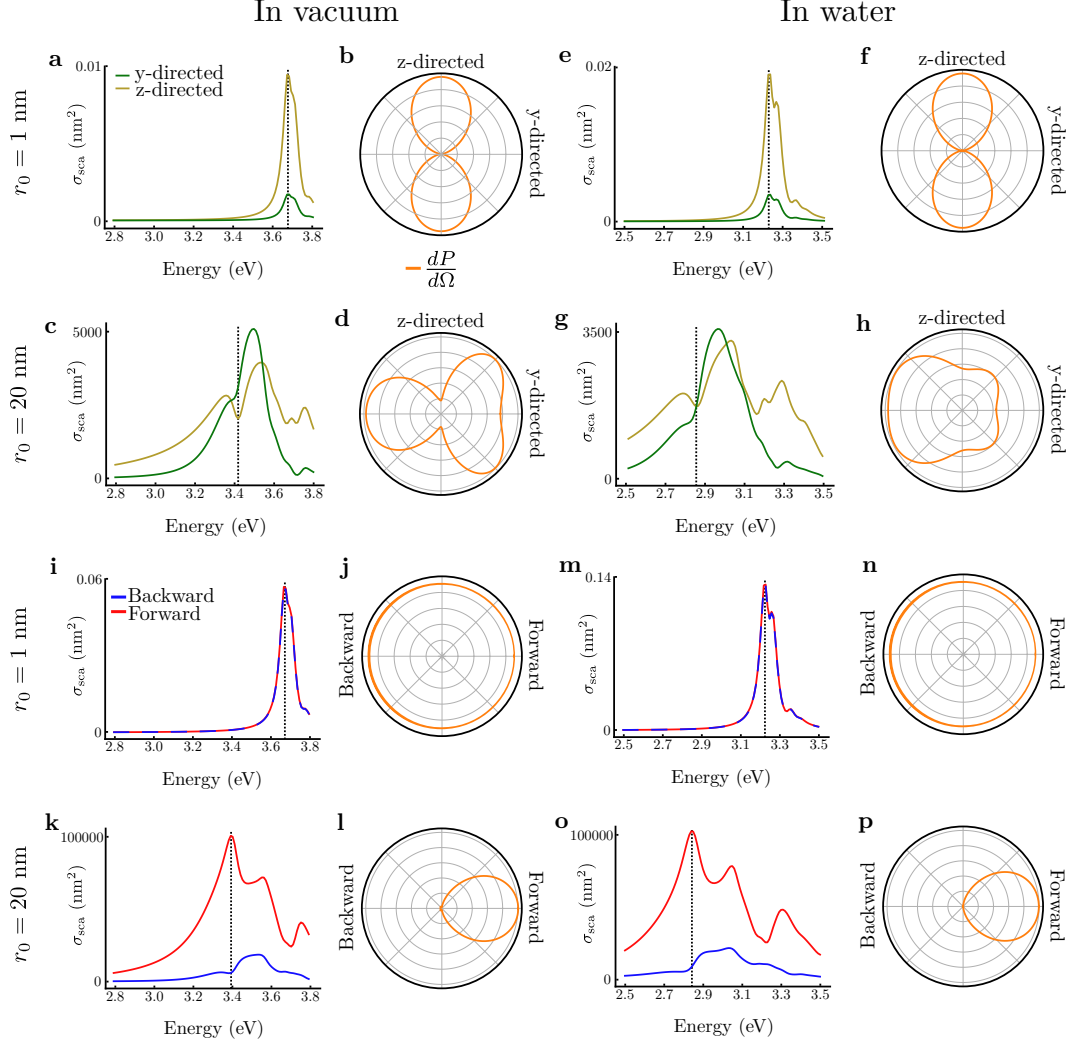 In vacuum
In water
r₀ = 1 nm
a
0.01
0
σsca (nm²)
y-directed
z-directed
2.8 3.0 3.2 3.4 3.6 3.8
Energy (eV)
b
z-directed
y-directed
dP
dΩ
e
0.02
0
σsca (nm²)
2.5 2.7 2.9 3.1 3.3 3.5
Energy (eV)
f
z-directed
y-directed
r₀ = 20 nm
c
5000
0
σsca (nm²)
2.8 3.0 3.2 3.4 3.6 3.8
Energy (eV)
d
z-directed
y-directed
g
3500
0
σsca (nm²)
2.5 2.7 2.9 3.1 3.3 3.5
Energy (eV)
h
z-directed
y-directed
r₀ = 1 nm
i
0.06
0
σsca (nm²)
Backward
Forward
2.8 3.0 3.2 3.4 3.6 3.8
Energy (eV)
j
Backward
Forward
m
0.14
0
σsca (nm²)
2.5 2.7 2.9 3.1 3.3 3.5
Energy (eV)
n
Backward
Forward
r₀ = 20 nm
k
100000
0
σsca (nm²)
2.8 3.0 3.2 3.4 3.6 3.8
Energy (eV)
l
Backward
Forward
o
100000
0
σsca (nm²)
2.5 2.7 2.9 3.1 3.3 3.5
Energy (eV)
p
Backward
Forward